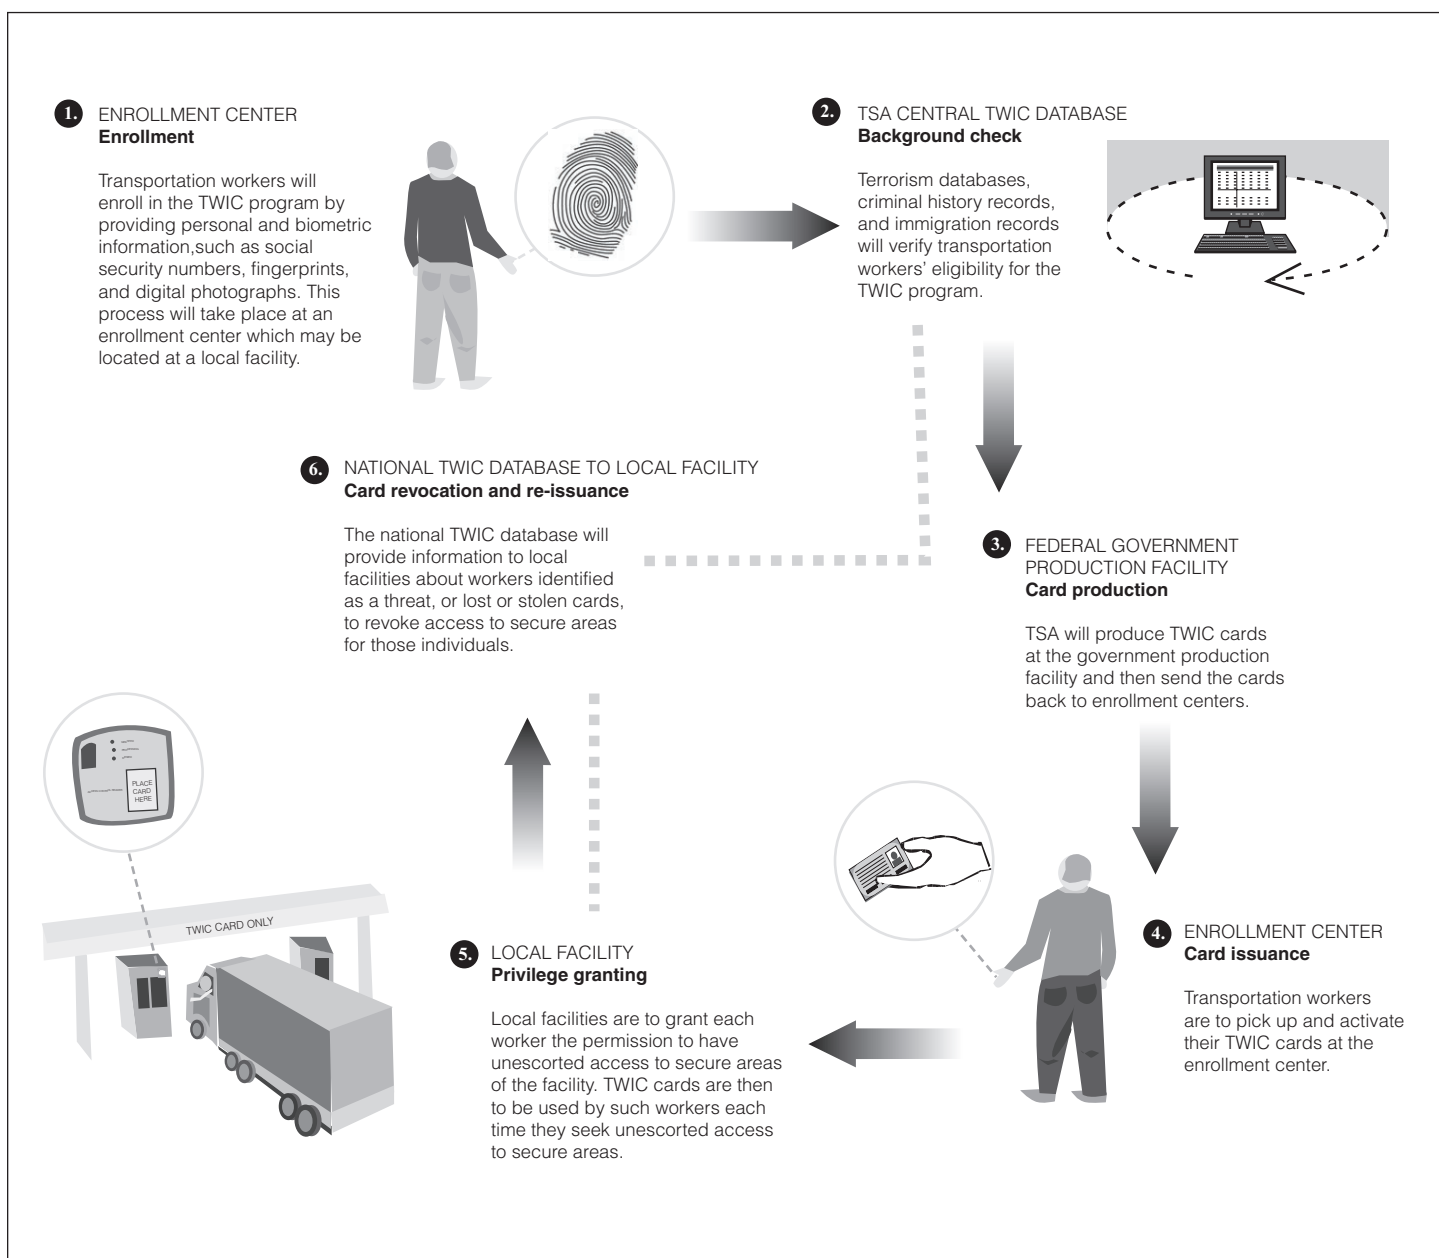 1. ENROLLMENT CENTER
Enrollment
Transportation workers will
enroll in the TWIC program by
providing personal and biometric
information,such as social
security numbers, fingerprints,
and digital photographs. This
process will take place at an
enrollment center which may be
located at a local facility.
2. TSA CENTRAL TWIC DATABASE
Background check
Terrorism databases,
criminal history records,
and immigration records
will verify transportation
workers’ eligibility for the
TWIC program.
3. FEDERAL GOVERNMENT
PRODUCTION FACILITY
Card production
TSA will produce TWIC cards
at the government production
facility and then send the cards
back to enrollment centers.
4. ENROLLMENT CENTER
Card issuance
Transportation workers
are to pick up and activate
their TWIC cards at the
enrollment center.
5. LOCAL FACILITY
Privilege granting
Local facilities are to grant each
worker the permission to have
unescorted access to secure areas
of the facility. TWIC cards are then
to be used by such workers each
time they seek unescorted access
to secure areas.
6. NATIONAL TWIC DATABASE TO LOCAL FACILITY
Card revocation and re-issuance
The national TWIC database will
provide information to local
facilities about workers identified
as a threat, or lost or stolen cards,
to revoke access to secure areas
for those individuals.
PLACE
CARD
HERE
TWIC CARD ONLY